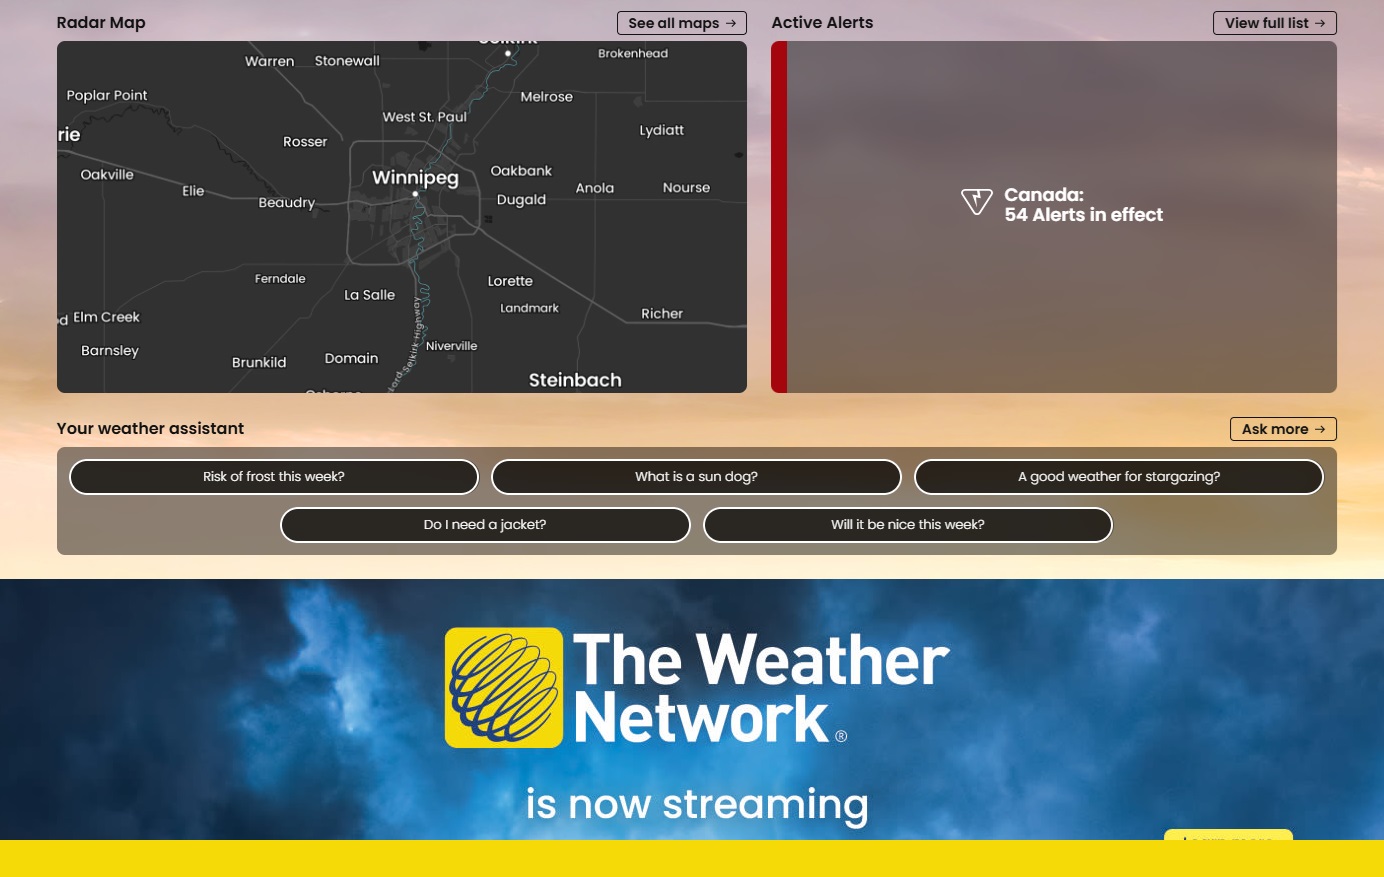 Radar Map
See all maps →
Active Alerts
View full list →
Selkirk
Warren
Stonewall
Brokenhead
Poplar Point
Melrose
West St. Paul
rie
Rosser
Lydiatt
Oakville
Winnipeg
Oakbank
Elie
Anola
Nourse
Beaudry
Dugald
Canada:
54 Alerts in effect
Ferndale
La Salle
Lorette
Landmark
d Elm Creek
Richer
Selkirk Highway
Barnsley
Niverville
Brunkild
Domain
Steinbach
Your weather assistant
Ask more →
Risk of frost this week?
What is a sun dog?
A good weather for stargazing?
Do I need a jacket?
Will it be nice this week?
The Weather
Network®
is now streaming